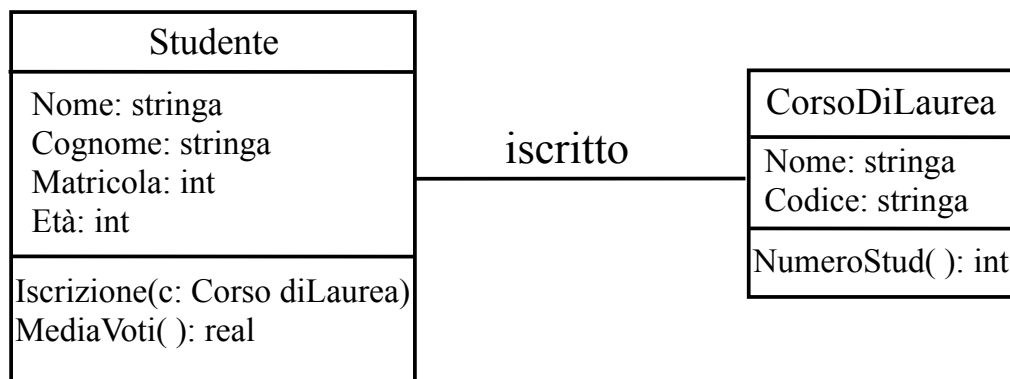 Studente
Nome: stringa
Cognome: stringa
Matricola: int
Età: int
Iscrizione(c: Corso diLaurea)
MediaVoti( ): real
iscritto
CorsoDiLaurea
Nome: stringa
Codice: stringa
NumeroStud( ): int